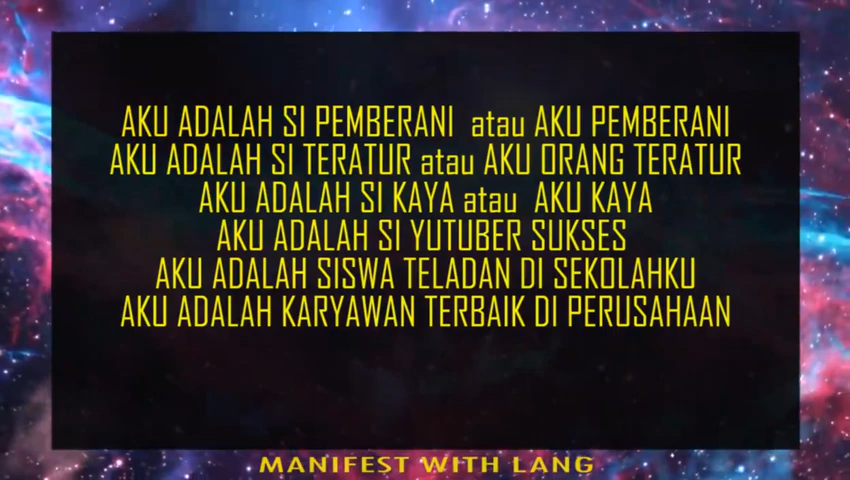 AKU ADALAH SI PEMBERANI atau AKU PEMBERANI
AKU ADALAH SI TERATUR atau AKU ORANG TERATUR
AKU ADALAH SI KAYA atau AKU KAYA
AKU ADALAH SI YUTUBER SUKSES
AKU ADALAH SISWA TELADAN DI SEKOLAHKU
AKU ADALAH KARYAWAN TERBAIK DI PERUSAHAAN
MANIFEST WITH LANG